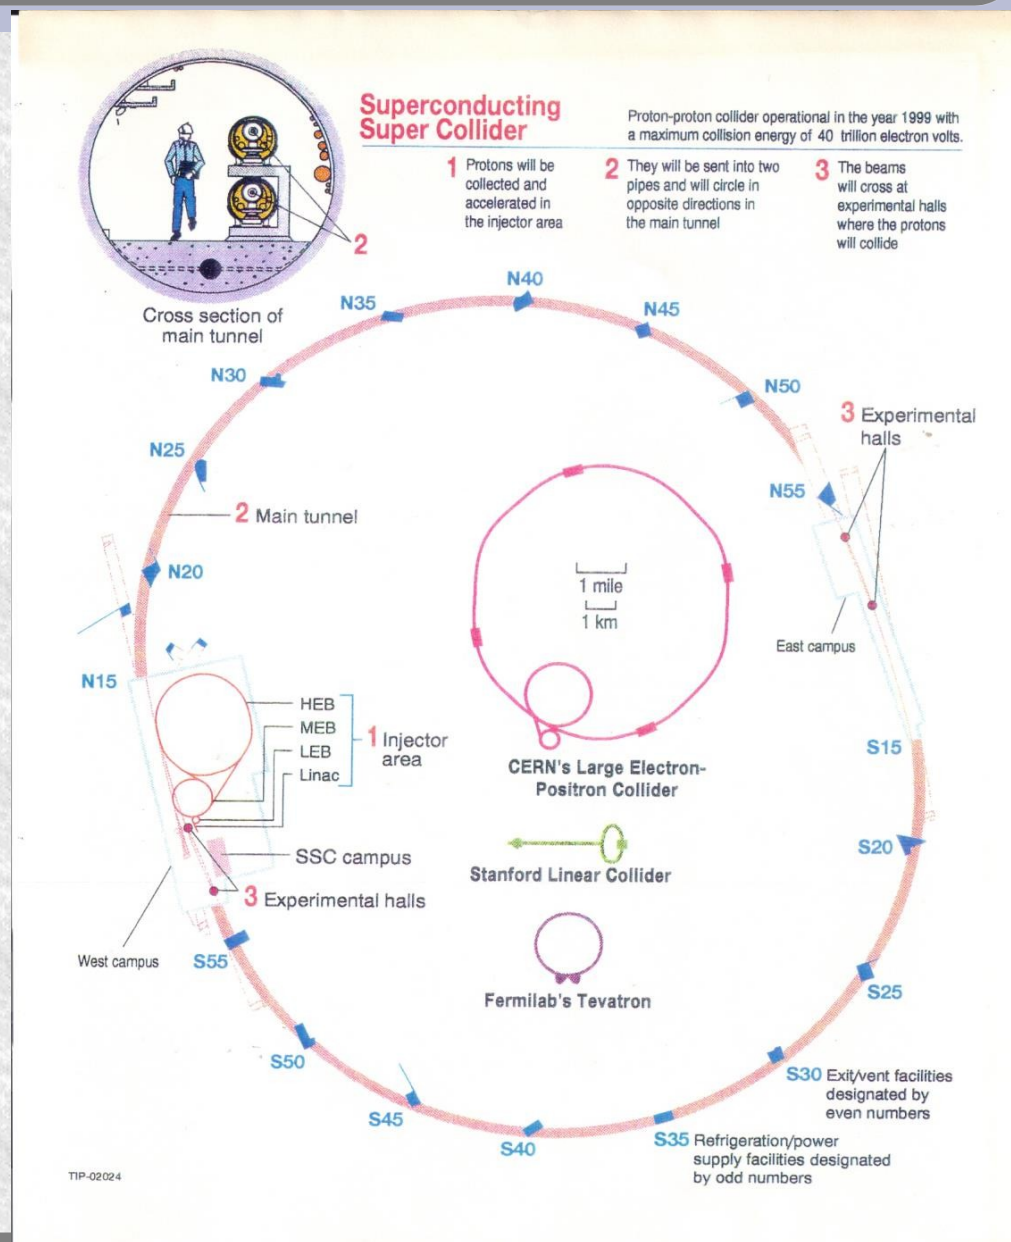 Superconducting
Super Collider
Proton-proton collider operational in the year 1999 with
a maximum collision energy of 40 trillion electron volts.
1 Protons will be
collected and
accelerated in
the injector area
2 They will be sent into two
pipes and will circle in
opposite directions in
the main tunnel
3 The beams
will cross at
experimental halls
where the protons
will collide
2
Cross section of
main tunnel
N40
N35
N45
N30
N50
3 Experimental
halls
N25
N55
2 Main tunnel
N20
1 mile
1 km
East campus
N15
HEB
MEB
LEB
Linac
1 Injector
area
S15
CERN's Large Electron-
Positron Collider
SSC campus
S20
Stanford Linear Collider
3 Experimental halls
West campus
S55
S25
Fermilab's Tevatron
S50
S30 Exit/vent facilities
designated by
even numbers
S45
S40
S35 Refrigeration/power
supply facilities designated
by odd numbers
TIP-02024